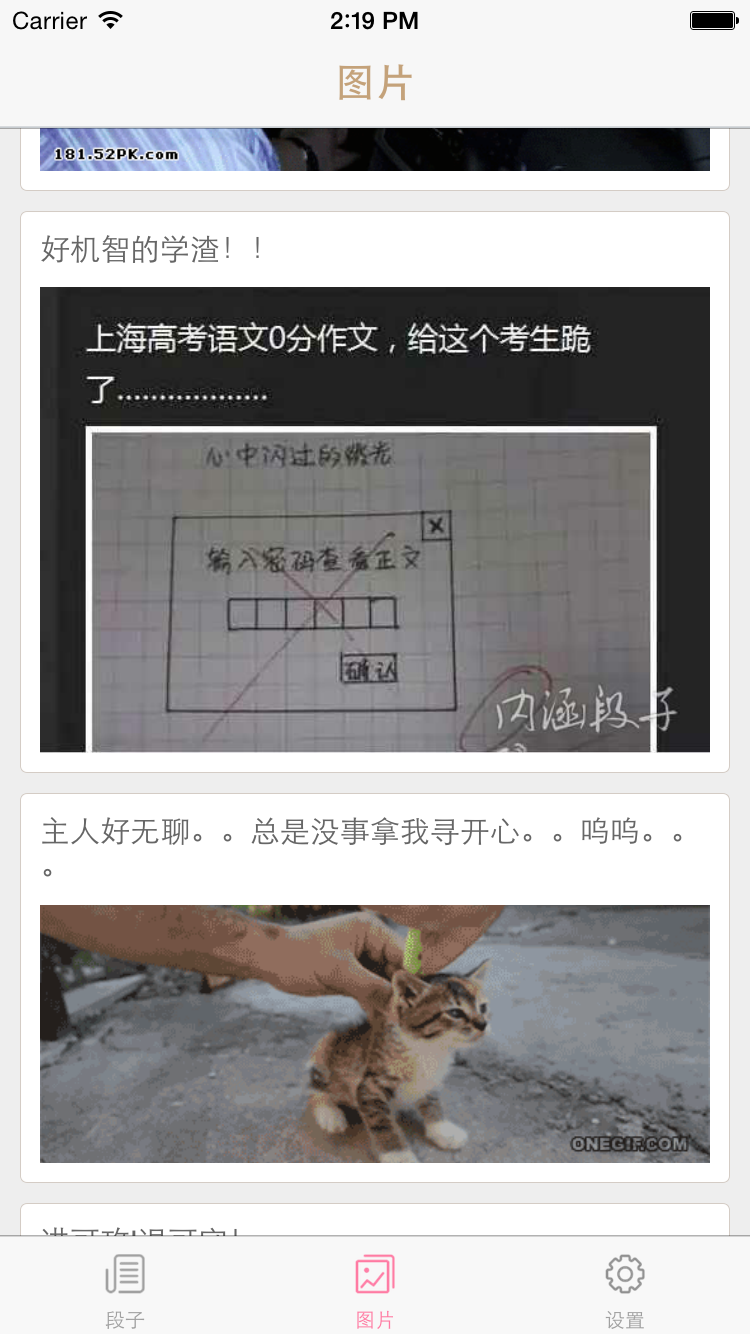 Carrier
2:19 PM
图片
181.52PK.com
好机智的学渣！！
上海高考语文0分作文，给这个考生跪
了..................
心中闪过的微光
输入密码查看正文
确认
内涵段子
主人好无聊。。总是没事拿我寻开心。。呜呜。。
。
ONEGIF.COM
段子
图片
设置